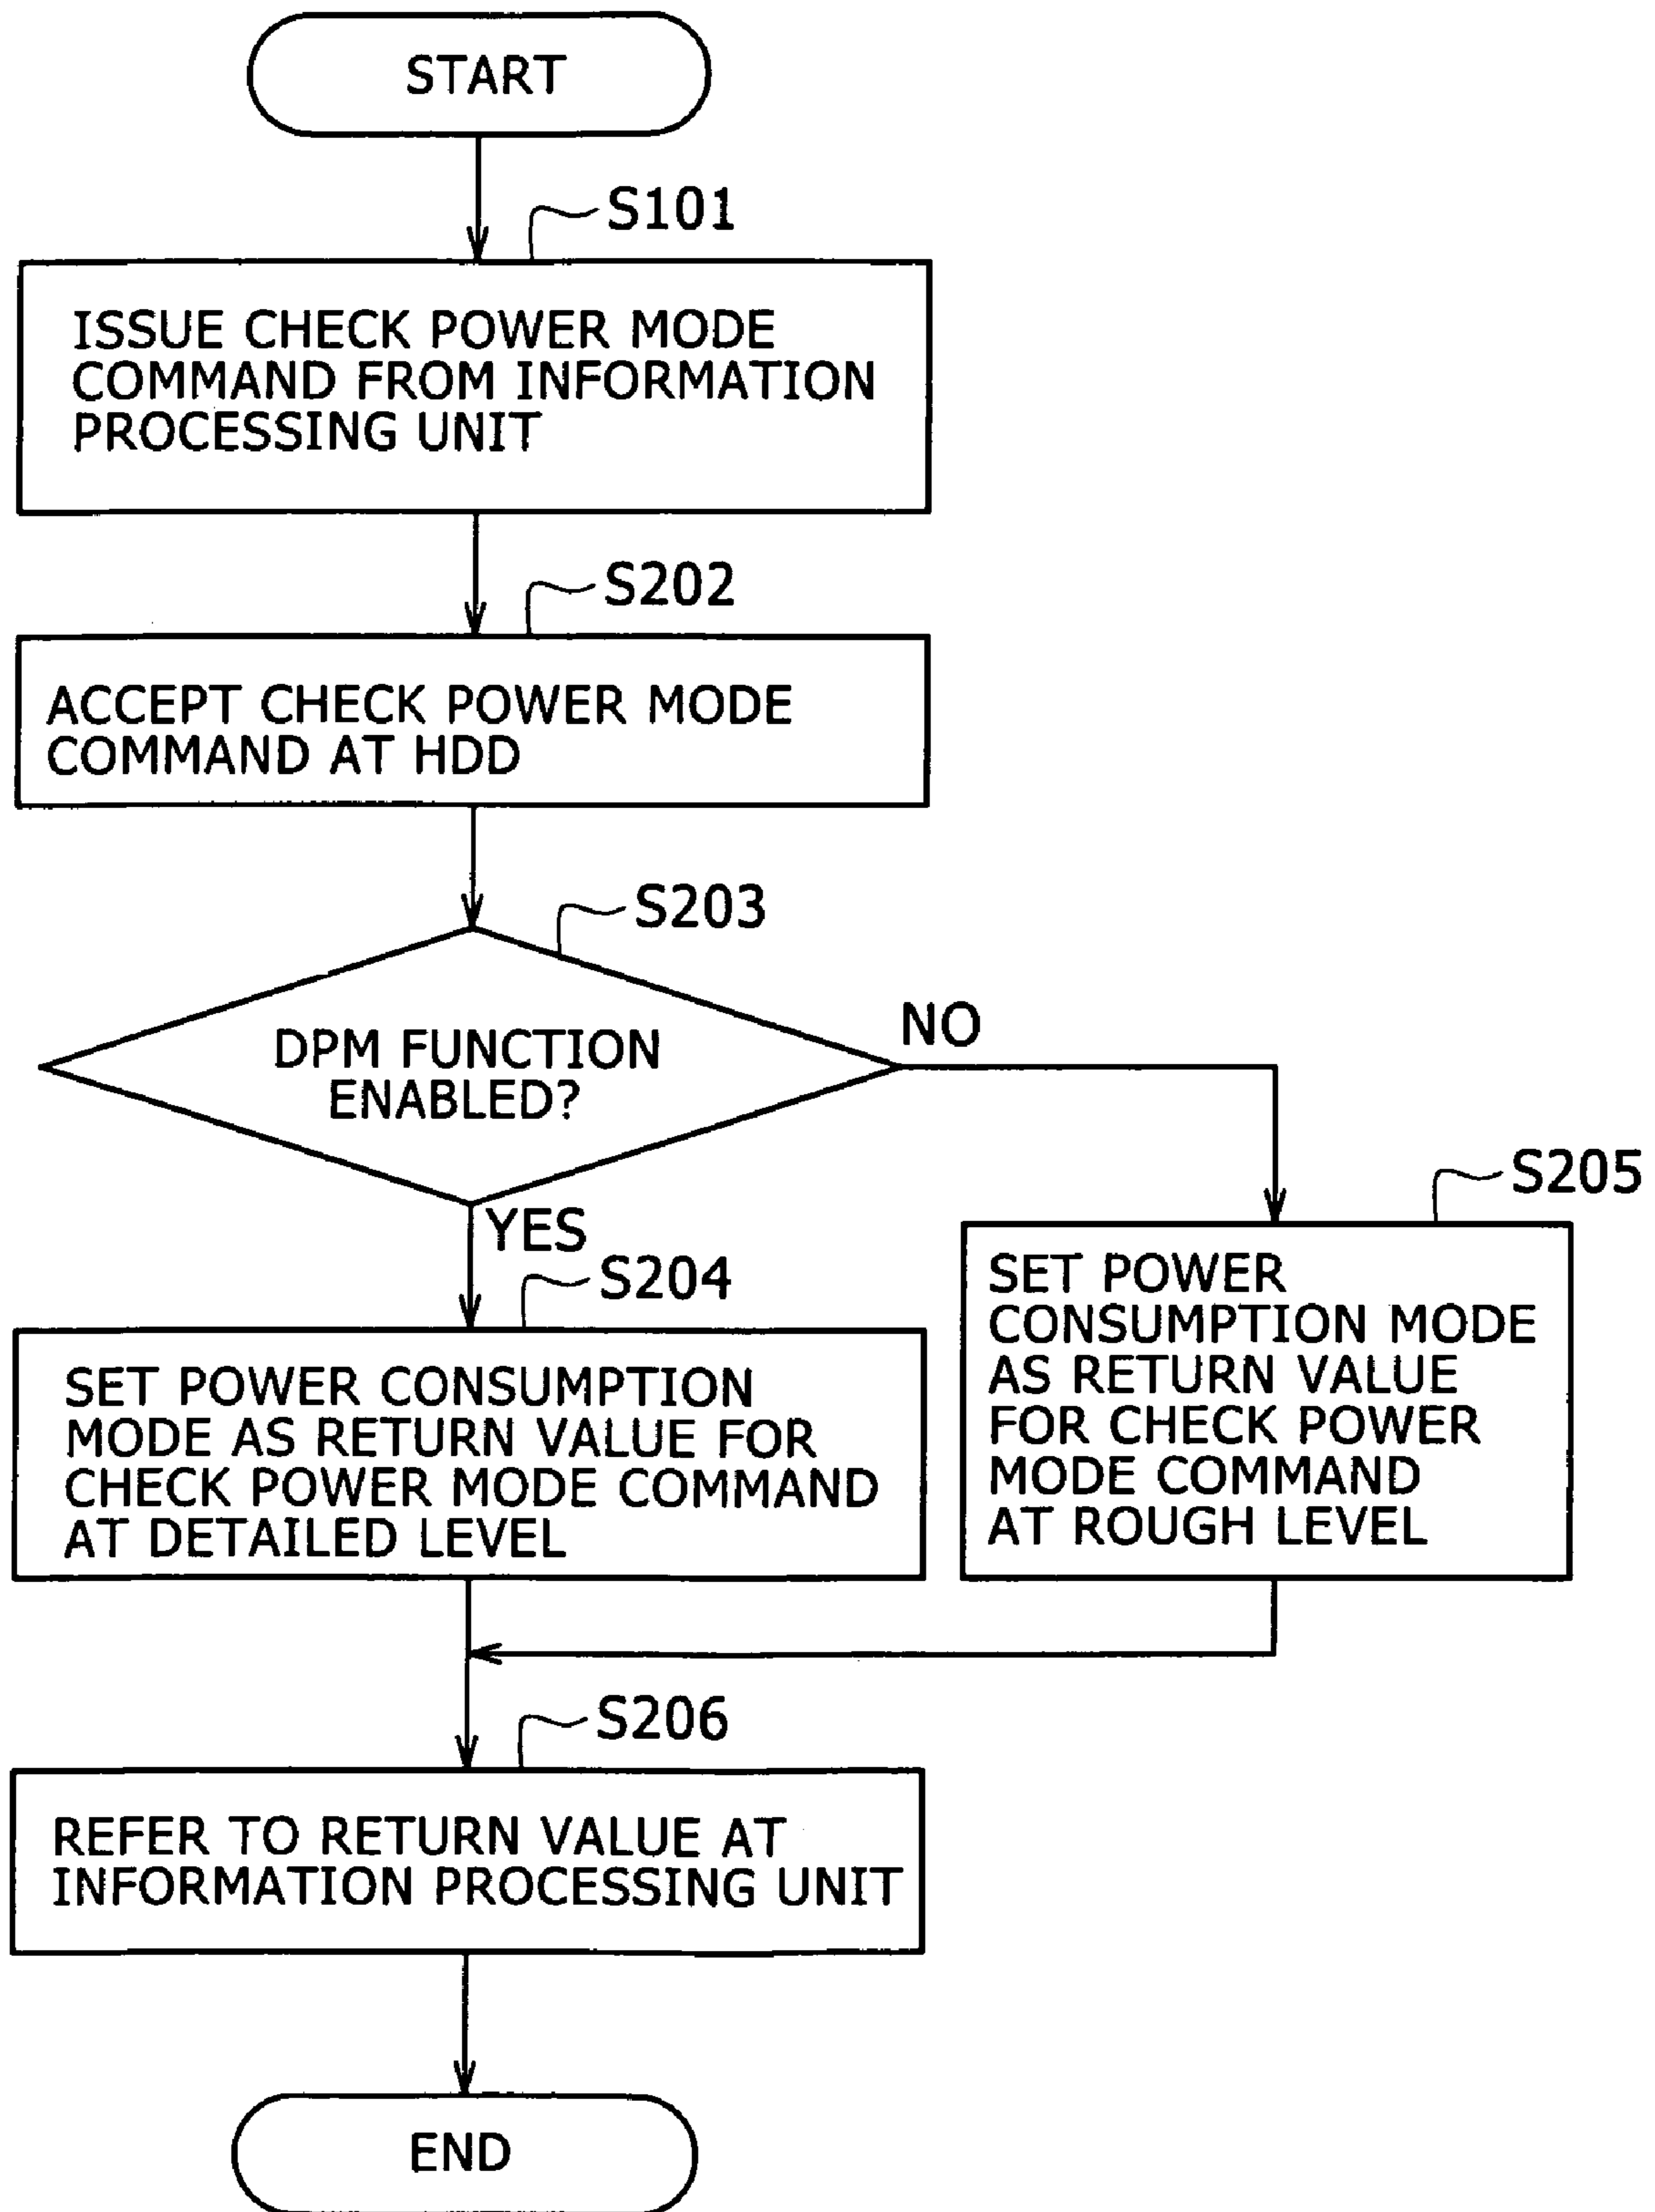 START
S101
ISSUE CHECK POWER MODE
COMMAND FROM INFORMATION
PROCESSING UNIT
S202
ACCEPT CHECK POWER MODE
COMMAND AT HDD
S203
DPM FUNCTION
ENABLED?
NO
YES
S204
SET POWER CONSUMPTION
MODE AS RETURN VALUE FOR
CHECK POWER MODE COMMAND
AT DETAILED LEVEL
S205
SET POWER
CONSUMPTION MODE
AS RETURN VALUE
FOR CHECK POWER
MODE COMMAND
AT ROUGH LEVEL
S206
REFER TO RETURN VALUE AT
INFORMATION PROCESSING UNIT
END